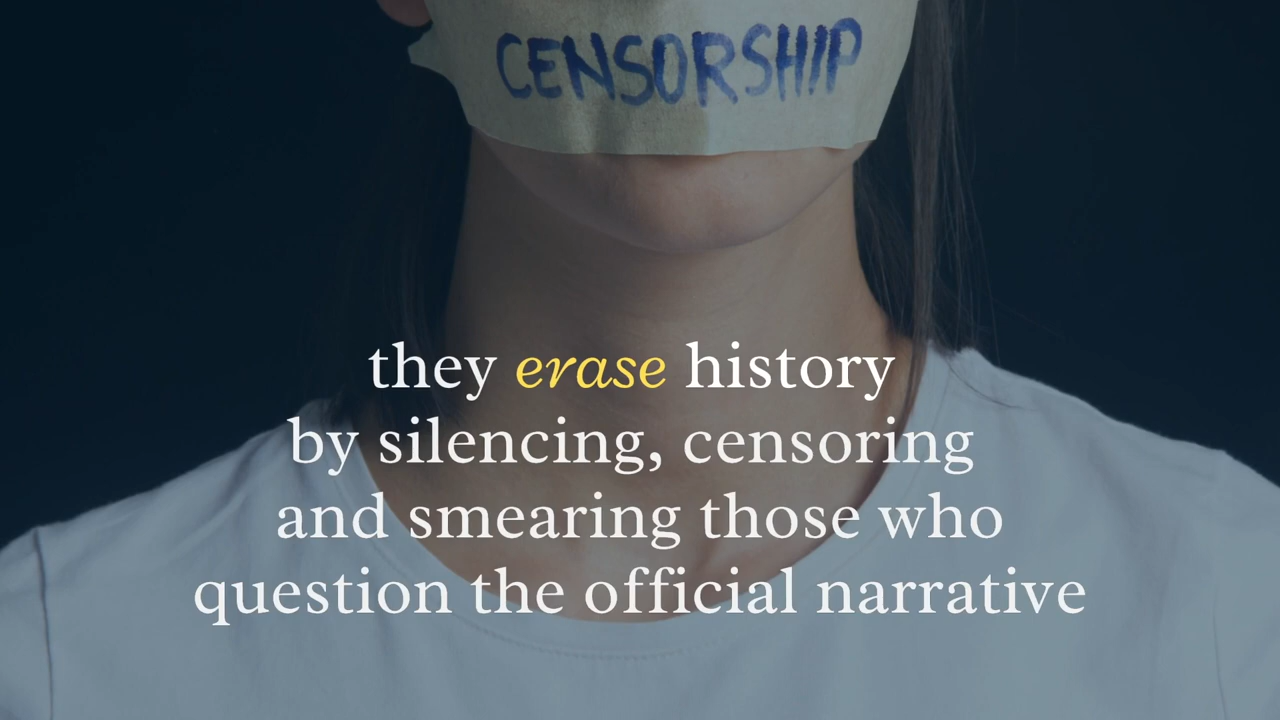 CENSORSHIP
they erase history
by silencing, censoring
and smearing those who
question the official narrative